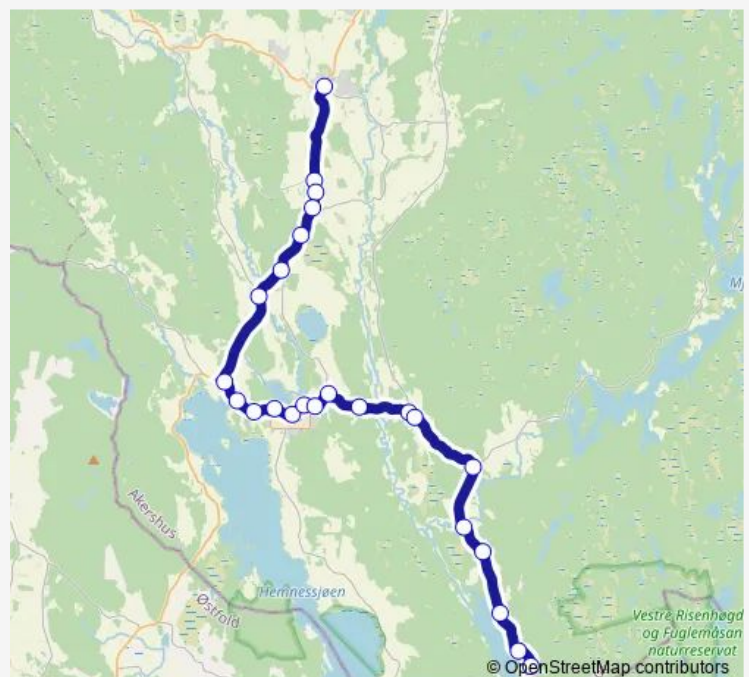 Mj
Akershus
Østfold
Hemnessjøen
Vestre Risenhøgd
og Fuglemåsan
naturreservat
© OpenStreetMap contributors